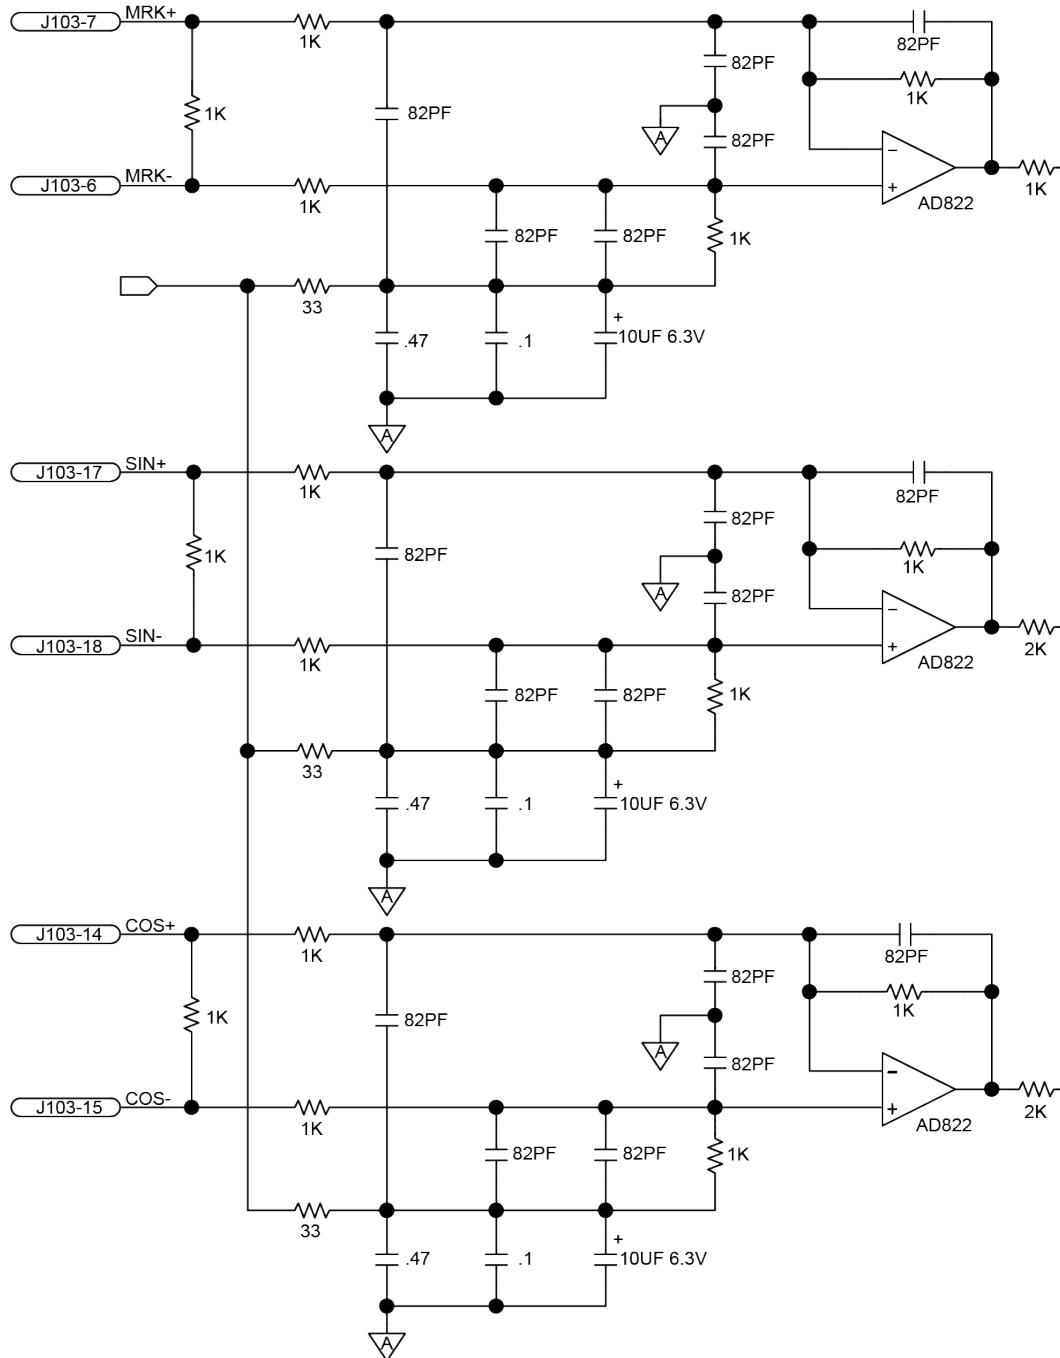 J103-7 MRK+
1K
82PF
82PF
1K
1K
82PF
A
82PF
J103-6 MRK-
1K
82PF
82PF
1K
-
+
AD822
1K
33
.47
.1
+
10UF 6.3V
A
J103-17 SIN+
1K
82PF
82PF
1K
82PF
1K
A
82PF
J103-18 SIN-
1K
82PF
82PF
1K
-
+
AD822
2K
33
.47
.1
+
10UF 6.3V
A
J103-14 COS+
1K
82PF
82PF
1K
82PF
1K
A
82PF
J103-15 COS-
1K
82PF
82PF
1K
-
+
AD822
2K
33
.47
.1
+
10UF 6.3V
A